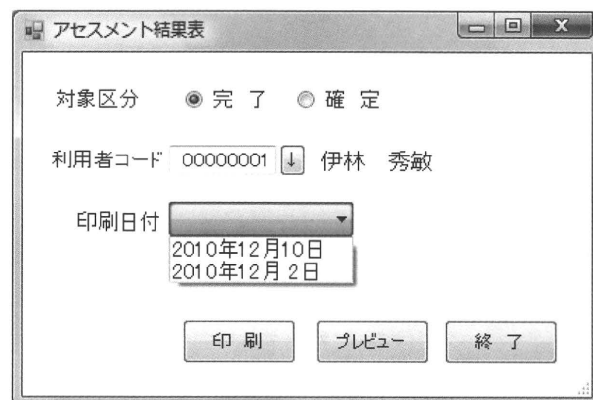 アセスメント結果表
対象区分 完 了 確 定
利用者コード 00000001 ↓ 伊林 秀敏
印刷日付
2010年12月10日
2010年12月 2日
印 刷 プレビュー 終 了